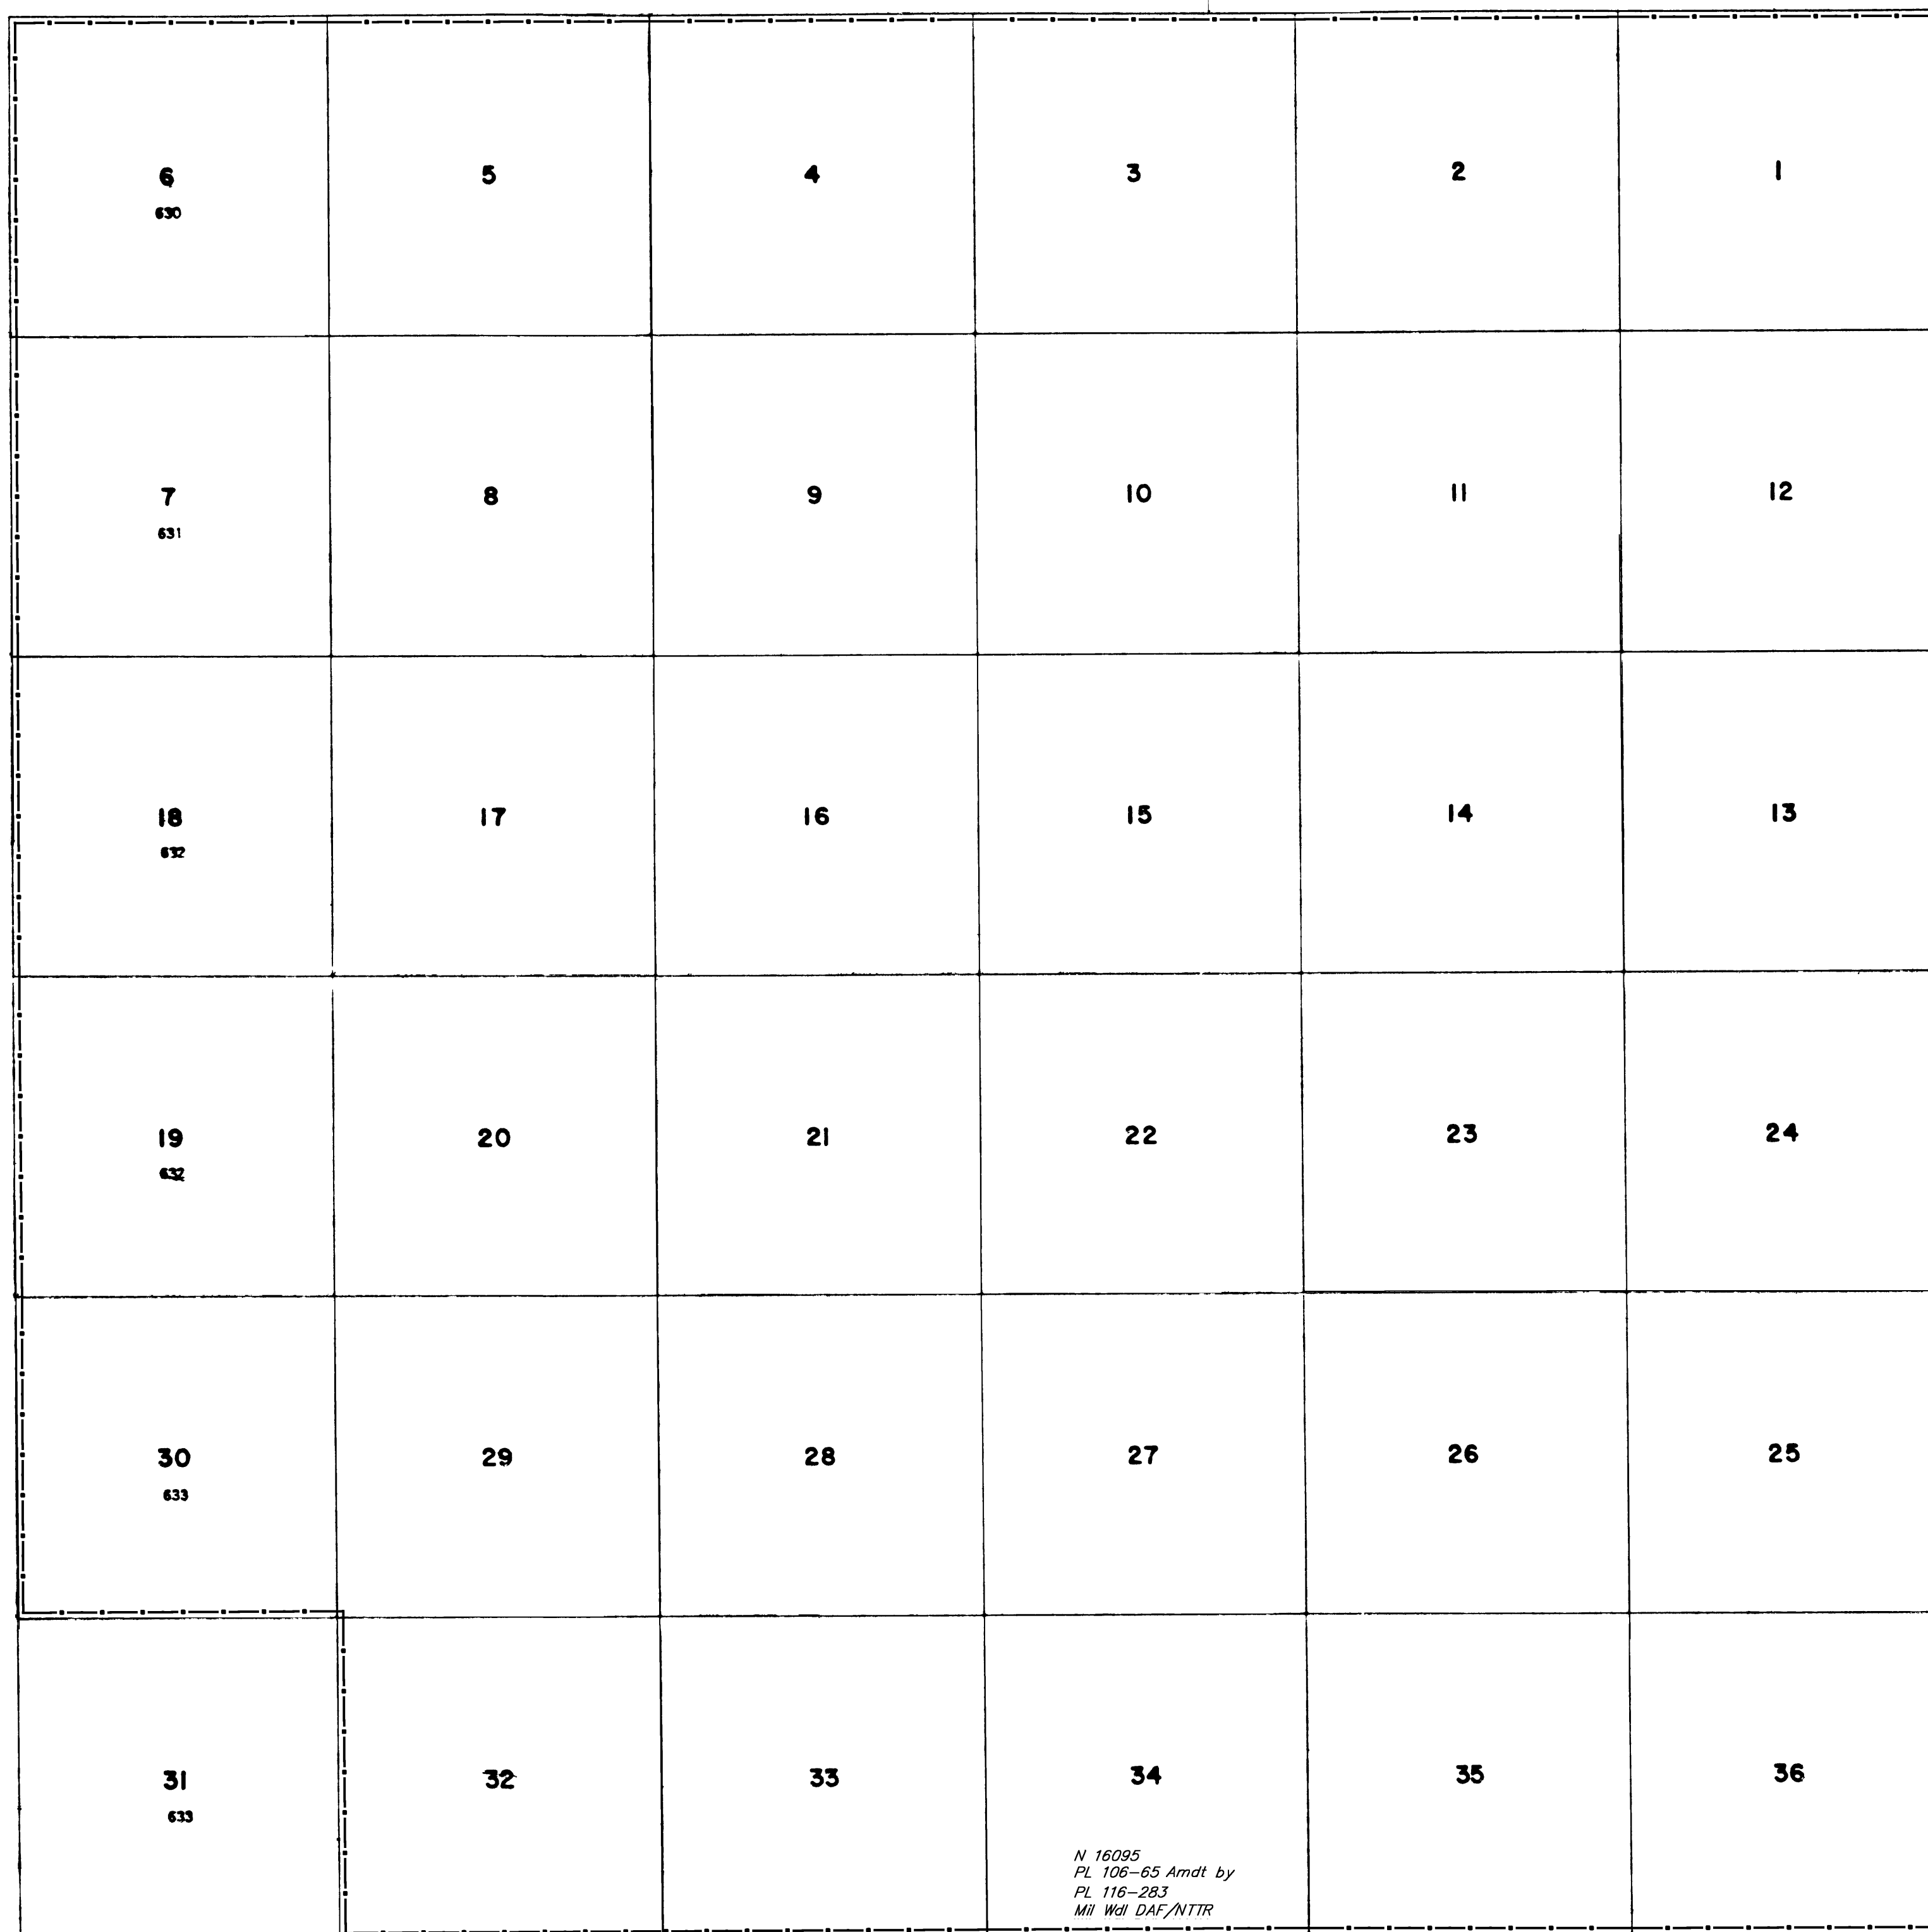 6 5 4 3 2 1
630
7 8 9 10 11 12
631
18 17 16 15 14 13
632
19 20 21 22 23 24
632
30 29 28 27 26 25
633
31 32 33 34 35 36
633
N 16095
PL 106-65 Amdt by
PL 116-283
Mil Wdl DAF/NTTR